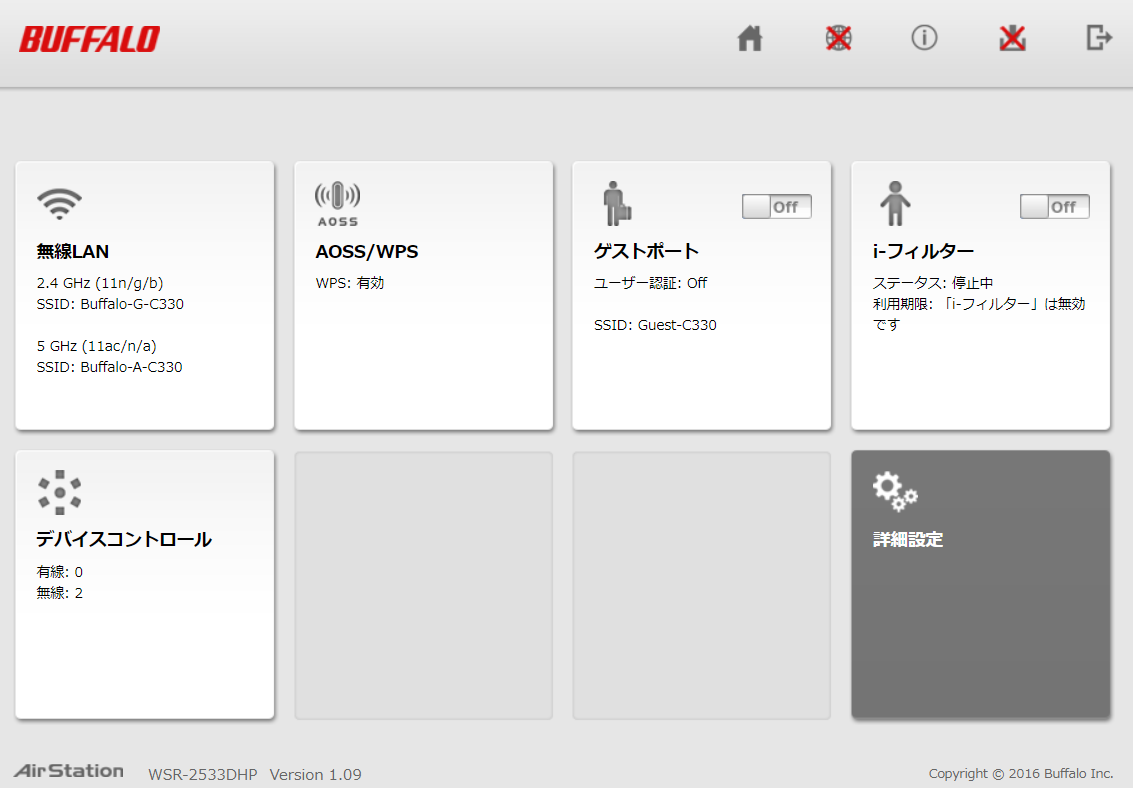 BUFFALO
無線LAN
2.4 GHz (11n/g/b)
SSID: Buffalo-G-C330
5 GHz (11ac/n/a)
SSID: Buffalo-A-C330
AOSS
AOSS/WPS
WPS: 有効
Off
ゲストポート
ユーザー認証: Off
SSID: Guest-C330
Off
i-フィルター
ステータス: 停止中
利用期限: 「i-フィルター」は無効
です
デバイスコントロール
有線: 0
無線: 2
詳細設定
AirStation WSR-2533DHP Version 1.09
Copyright © 2016 Buffalo Inc.